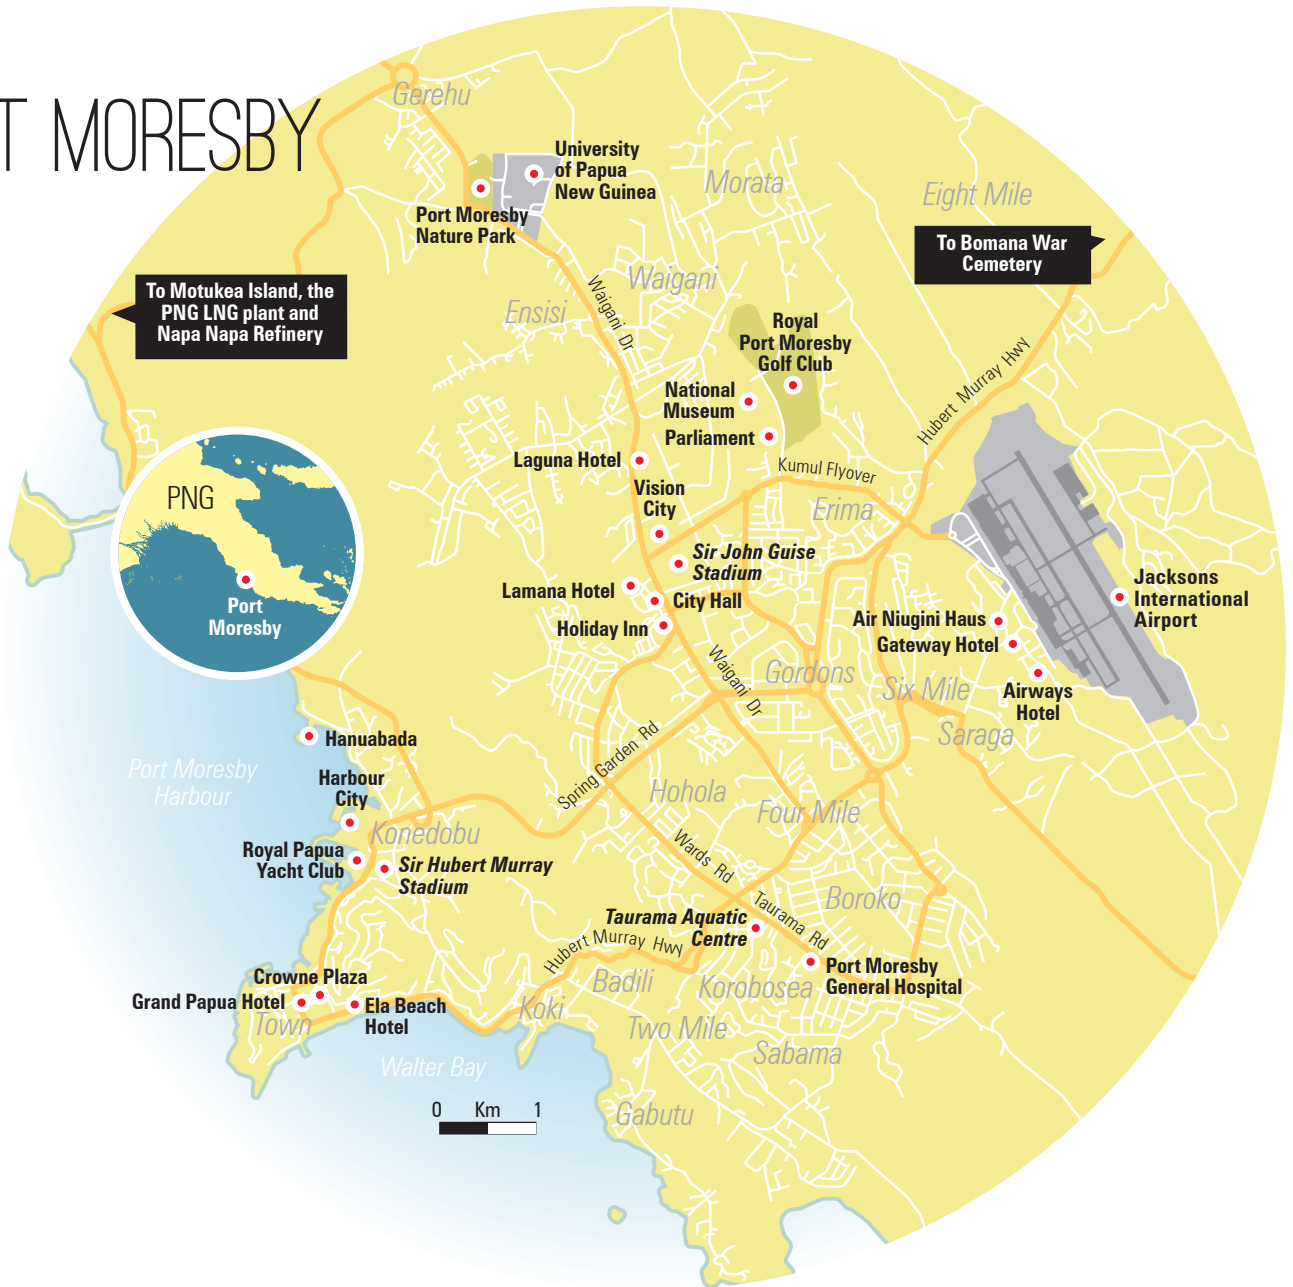 T MORESBY
Gerehu
University
of Papua
New Guinea
Port Moresby
Nature Park
Morata
Eight Mile
To Bomana War
Cemetery
Waigani
To Motukea Island, the
PNG LNG plant and
Napa Napa Refinery
Ensisi
Waigani Dr
Royal
Port Moresby
Golf Club
National
Museum
Parliament
Hubert Murray Hwy
Laguna Hotel
Kumul Flyover
Vision
City
Erima
PNG
Port
Moresby
Sir John Guise
Stadium
Lamana Hotel
City Hall
Holiday Inn
Jacksons
International
Airport
Air Niugini Haus
Gateway Hotel
Airways
Hotel
Waigani Dr
Gordons
Six Mile
Saraga
Hanuabada
Port Moresby
Harbour
Harbour
City
Spring Garden Rd
Hohola
Four Mile
Konedobu
Royal Papua
Yacht Club
Sir Hubert Murray
Stadium
Wards Rd
Boroko
Taurama Aquatic
Centre
Taurama Rd
Hubert Murray Hwy
Port Moresby
General Hospital
Badili
Korobosea
Crowne Plaza
Grand Papua Hotel
Ela Beach
Hotel
Town
Koki
Two Mile
Sabama
Walter Bay
0 Km 1
Gabutu